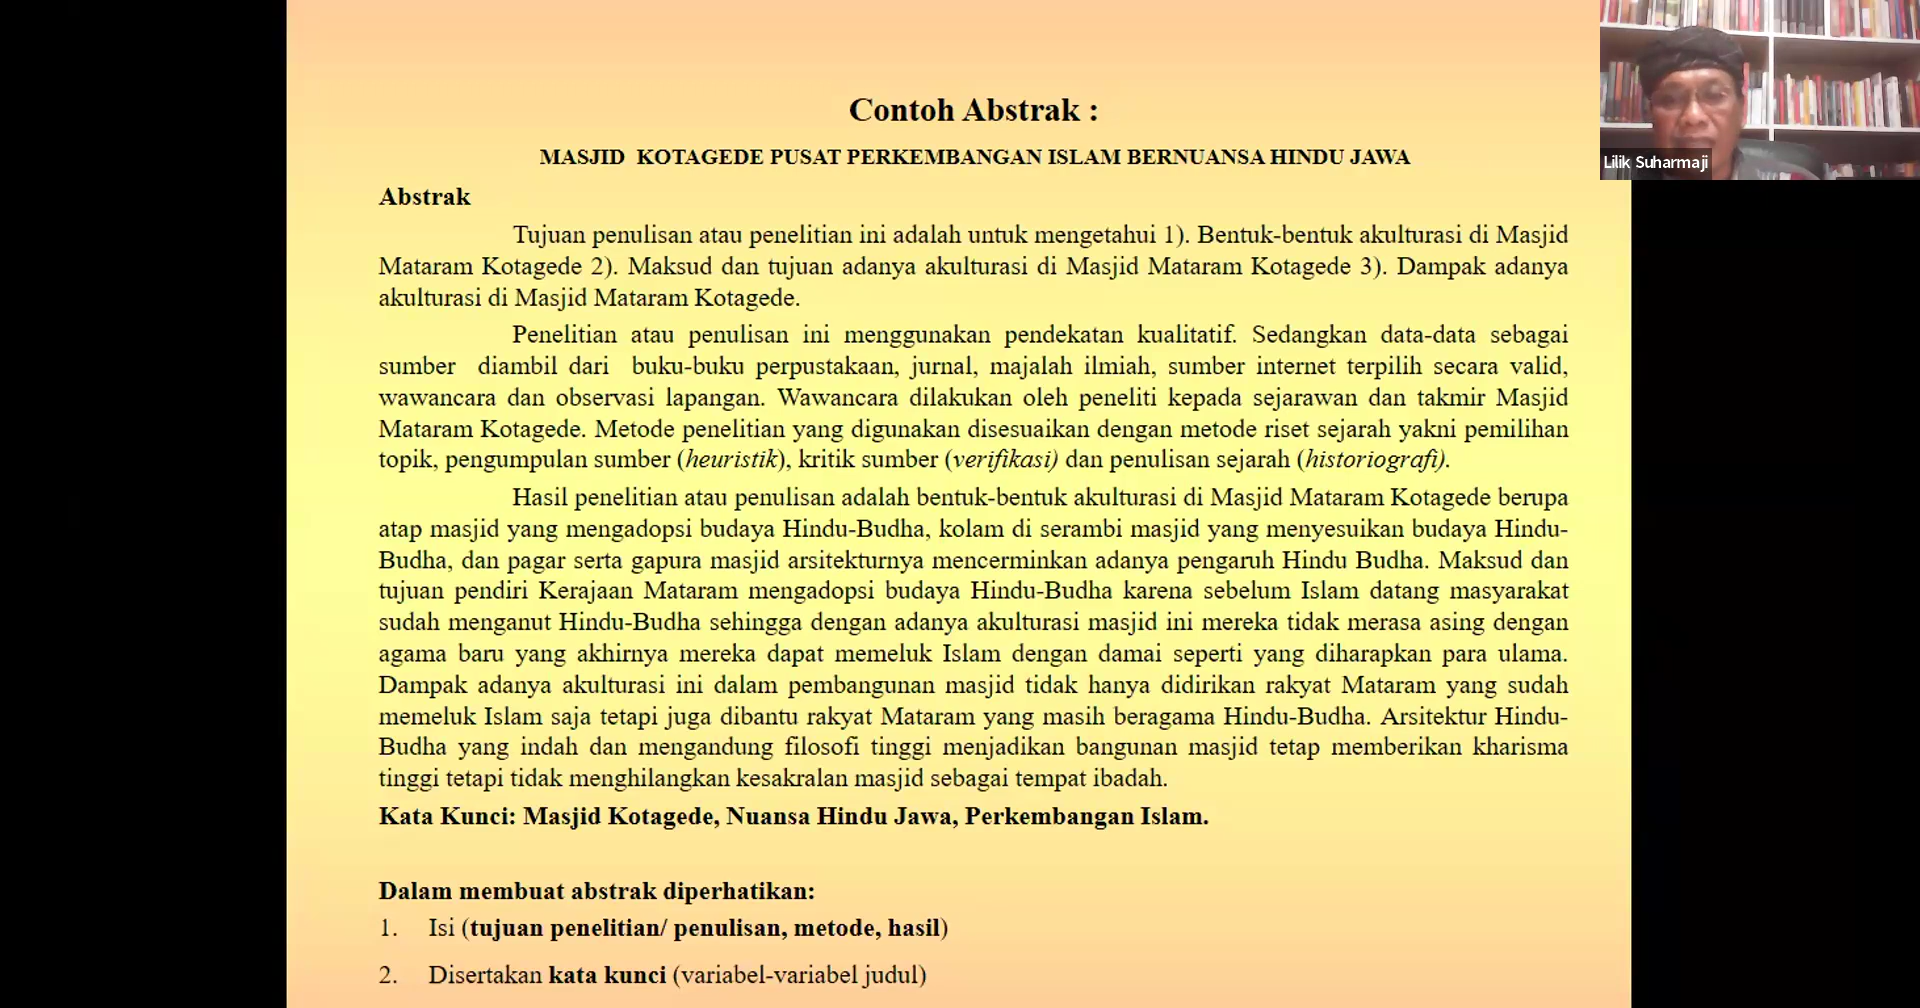 Contoh Abstrak :
MASJID KOTAGEDE PUSAT PERKEMBANGAN ISLAM BERNUANSA HINDU JAWA
Abstrak
Tujuan penulisan atau penelitian ini adalah untuk mengetahui 1). Bentuk-bentuk akulturasi di Masjid
Mataram Kotagede 2). Maksud dan tujuan adanya akulturasi di Masjid Mataram Kotagede 3). Dampak adanya
akulturasi di Masjid Mataram Kotagede.
Penelitian atau penulisan ini menggunakan pendekatan kualitatif. Sedangkan data-data sebagai
sumber diambil dari buku-buku perpustakaan, jurnal, majalah ilmiah, sumber internet terpilih secara valid,
wawancara dan observasi lapangan. Wawancara dilakukan oleh peneliti kepada sejarawan dan takmir Masjid
Mataram Kotagede. Metode penelitian yang digunakan disesuaikan dengan metode riset sejarah yakni pemilihan
topik, pengumpulan sumber (heuristik), kritik sumber (verifikasi) dan penulisan sejarah (historiografi).
Hasil penelitian atau penulisan adalah bentuk-bentuk akulturasi di Masjid Mataram Kotagede berupa
atap masjid yang mengadopsi budaya Hindu-Budha, kolam di serambi masjid yang menyesuikan budaya Hindu-
Budha, dan pagar serta gapura masjid arsitekturnya mencerminkan adanya pengaruh Hindu Budha. Maksud dan
tujuan pendiri Kerajaan Mataram mengadopsi budaya Hindu-Budha karena sebelum Islam datang masyarakat
sudah menganut Hindu-Budha sehingga dengan adanya akulturasi masjid ini mereka tidak merasa asing dengan
agama baru yang akhirnya mereka dapat memeluk Islam dengan damai seperti yang diharapkan para ulama.
Dampak adanya akulturasi ini dalam pembangunan masjid tidak hanya didirikan rakyat Mataram yang sudah
memeluk Islam saja tetapi juga dibantu rakyat Mataram yang masih beragama Hindu-Budha. Arsitektur Hindu-
Budha yang indah dan mengandung filosofi tinggi menjadikan bangunan masjid tetap memberikan kharisma
tinggi tetapi tidak menghilangkan kesakralan masjid sebagai tempat ibadah.
Kata Kunci: Masjid Kotagede, Nuansa Hindu Jawa, Perkembangan Islam.
Dalam membuat abstrak diperhatikan:
1. Isi (tujuan penelitian/ penulisan, metode, hasil)
2. Disertakan kata kunci (variabel-variabel judul)
Lilik Suharmaji